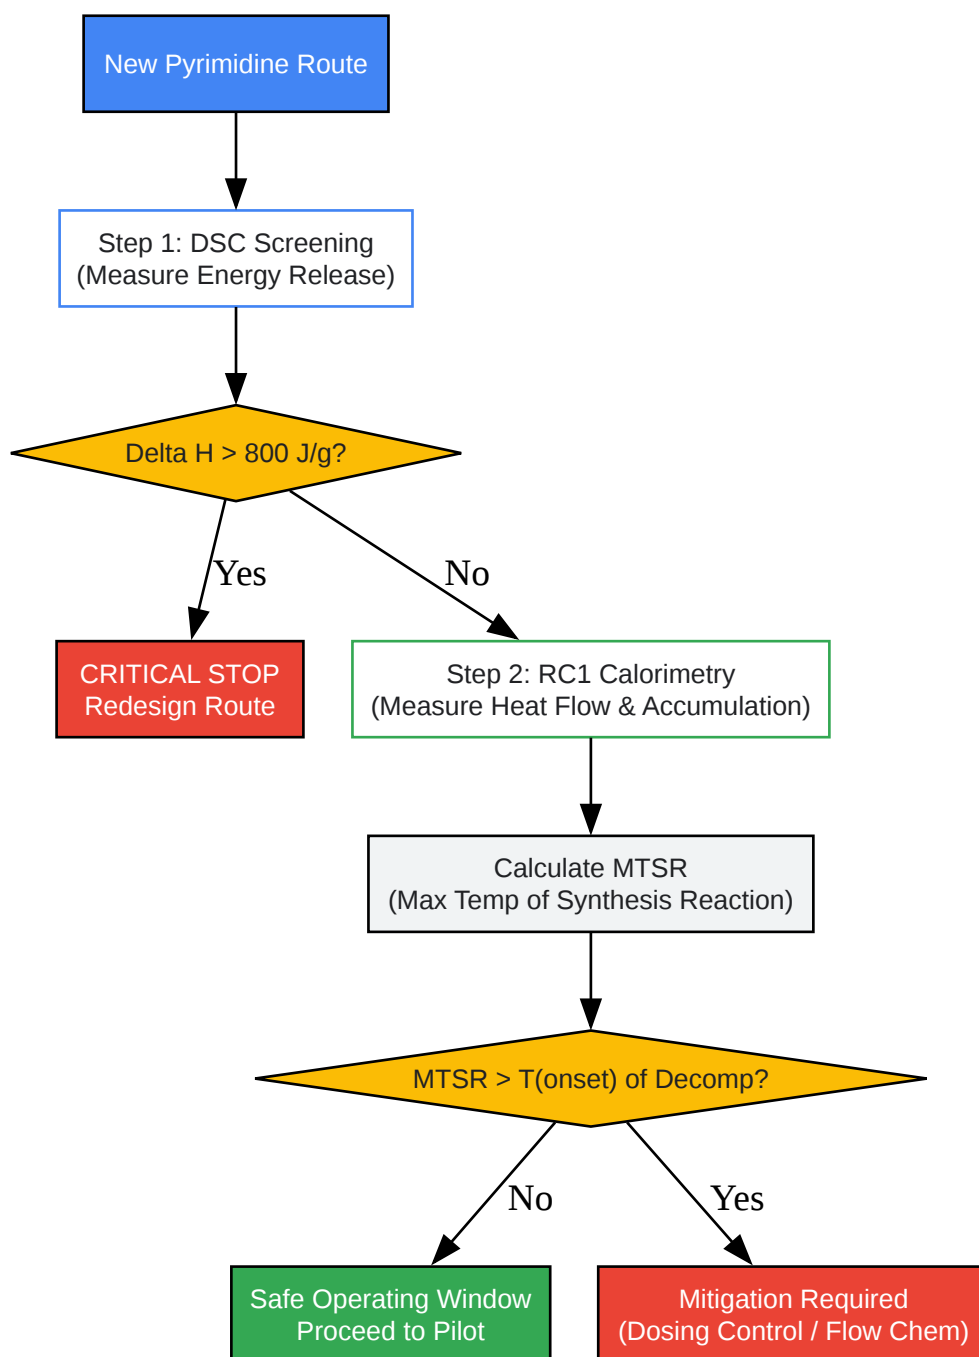 New Pyrimidine Route
Step 1: DSC Screening
(Measure Energy Release)
Delta H > 800 J/g?
Yes
No
CRITICAL STOP
Redesign Route
Step 2: RC1 Calorimetry
(Measure Heat Flow & Accumulation)
Calculate MTSR
(Max Temp of Synthesis Reaction)
MTSR > T(onset) of Decomp?
No
Yes
Safe Operating Window
Proceed to Pilot
Mitigation Required
(Dosing Control / Flow Chem)